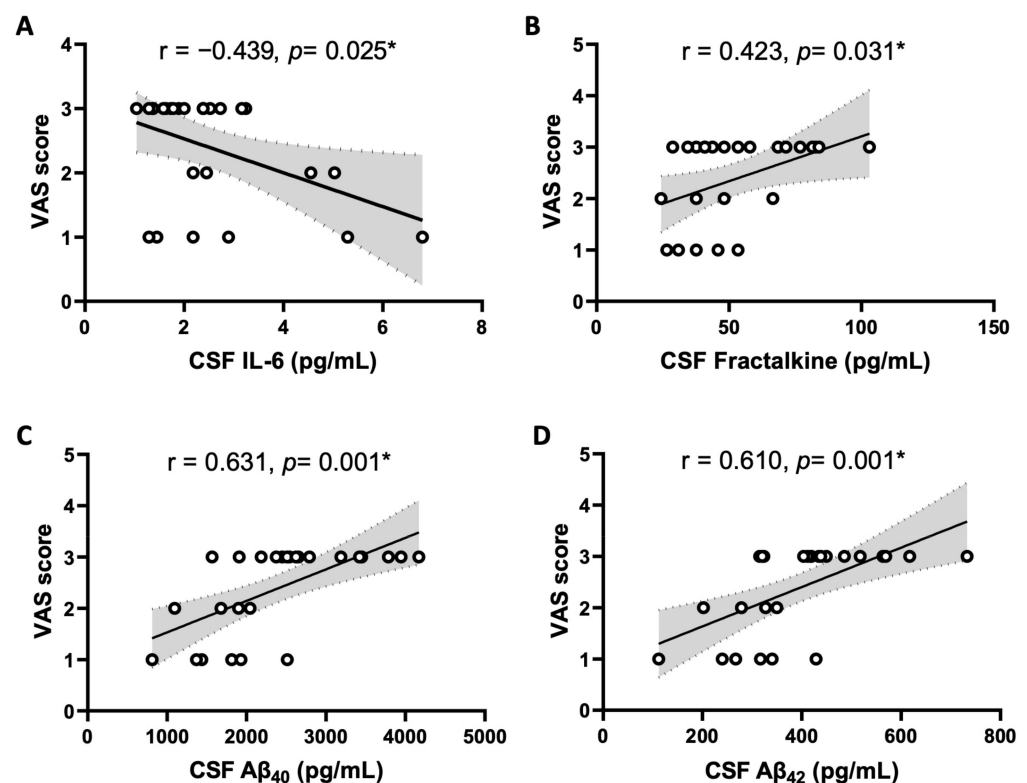 A
r = −0.439, p= 0.025*
4
3
2
1
0
VAS score
0 2 4 6 8
CSF IL-6 (pg/mL)
B
r = 0.423, p= 0.031*
5
4
3
2
1
0
VAS score
0 50 100 150
CSF Fractalkine (pg/mL)
C
r = 0.631, p= 0.001*
5
4
3
2
1
0
VAS score
0 1000 2000 3000 4000 5000
CSF Aβ₄₀ (pg/mL)
D
r = 0.610, p= 0.001*
5
4
3
2
1
0
VAS score
0 200 400 600 800
CSF Aβ₄₂ (pg/mL)